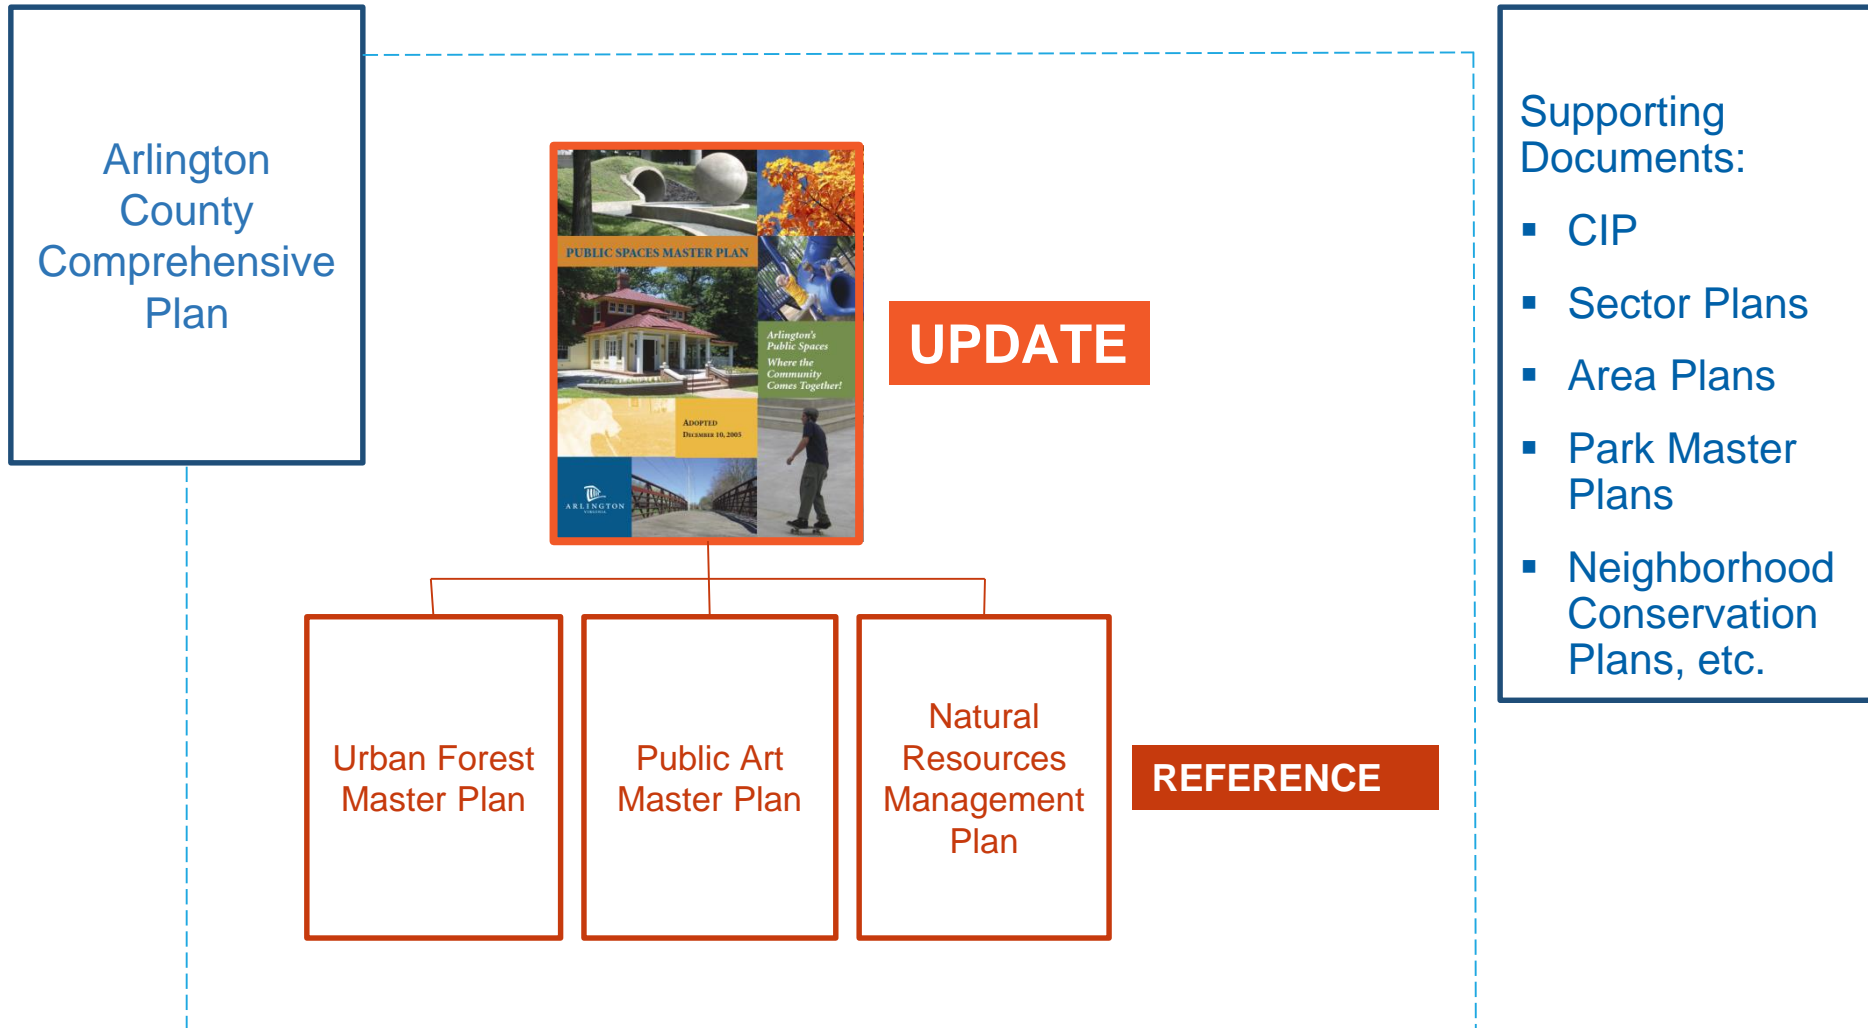 Arlington
County
Comprehensive
Plan
PUBLIC SPACES MASTER PLAN
Arlington's
Public Spaces
Where the
Community
Comes Together!
ADOPTED
DECEMBER 10, 2005
ARLINGTON
VIRGINIA
UPDATE
Urban Forest
Master Plan
Public Art
Master Plan
Natural
Resources
Management
Plan
REFERENCE
Supporting
Documents:
▪ CIP
▪ Sector Plans
▪ Area Plans
▪ Park Master
Plans
▪ Neighborhood
Conservation
Plans, etc.